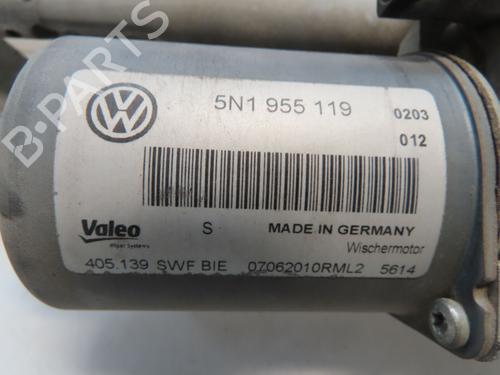 B-PARTS
5N1 955 119 0203
012
Valeo S MADE IN GERMANY
Wiper Systems Wischermotor
405.139 SWF BIE 07062010RML2 5614